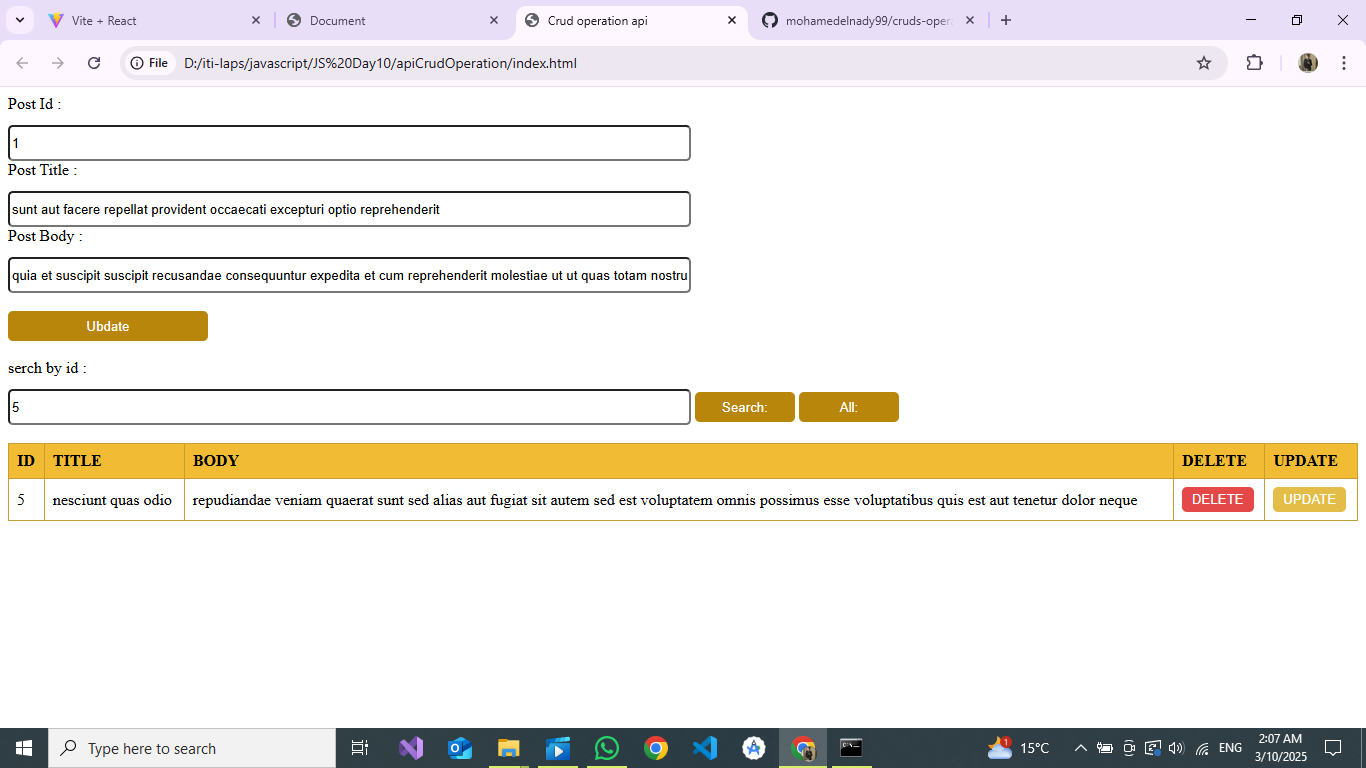 Vite + React
Document
Crud operation api
mohamedelnady99/cruds-oper
File
D:/iti-laps/javascript/JS%20Day10/apiCrudOperation/index.html
Post Id :
1
Post Title :
sunt aut facere repellat provident occaecati excepturi optio reprehenderit
Post Body :
quia et suscipit suscipit recusandae consequuntur expedita et cum reprehenderit molestiae ut ut quas totam nostru
Ubdate
serch by id :
5 Search: All:
ID TITLE BODY DELETE UPDATE
5 nesciunt quas odio repudiandae veniam quaerat sunt sed alias aut fugiat sit autem sed est voluptatem omnis possimus esse voluptatibus quis est aut tenetur dolor neque DELETE UPDATE
Type here to search
1
15°C
ENG
2:07 AM
3/10/2025